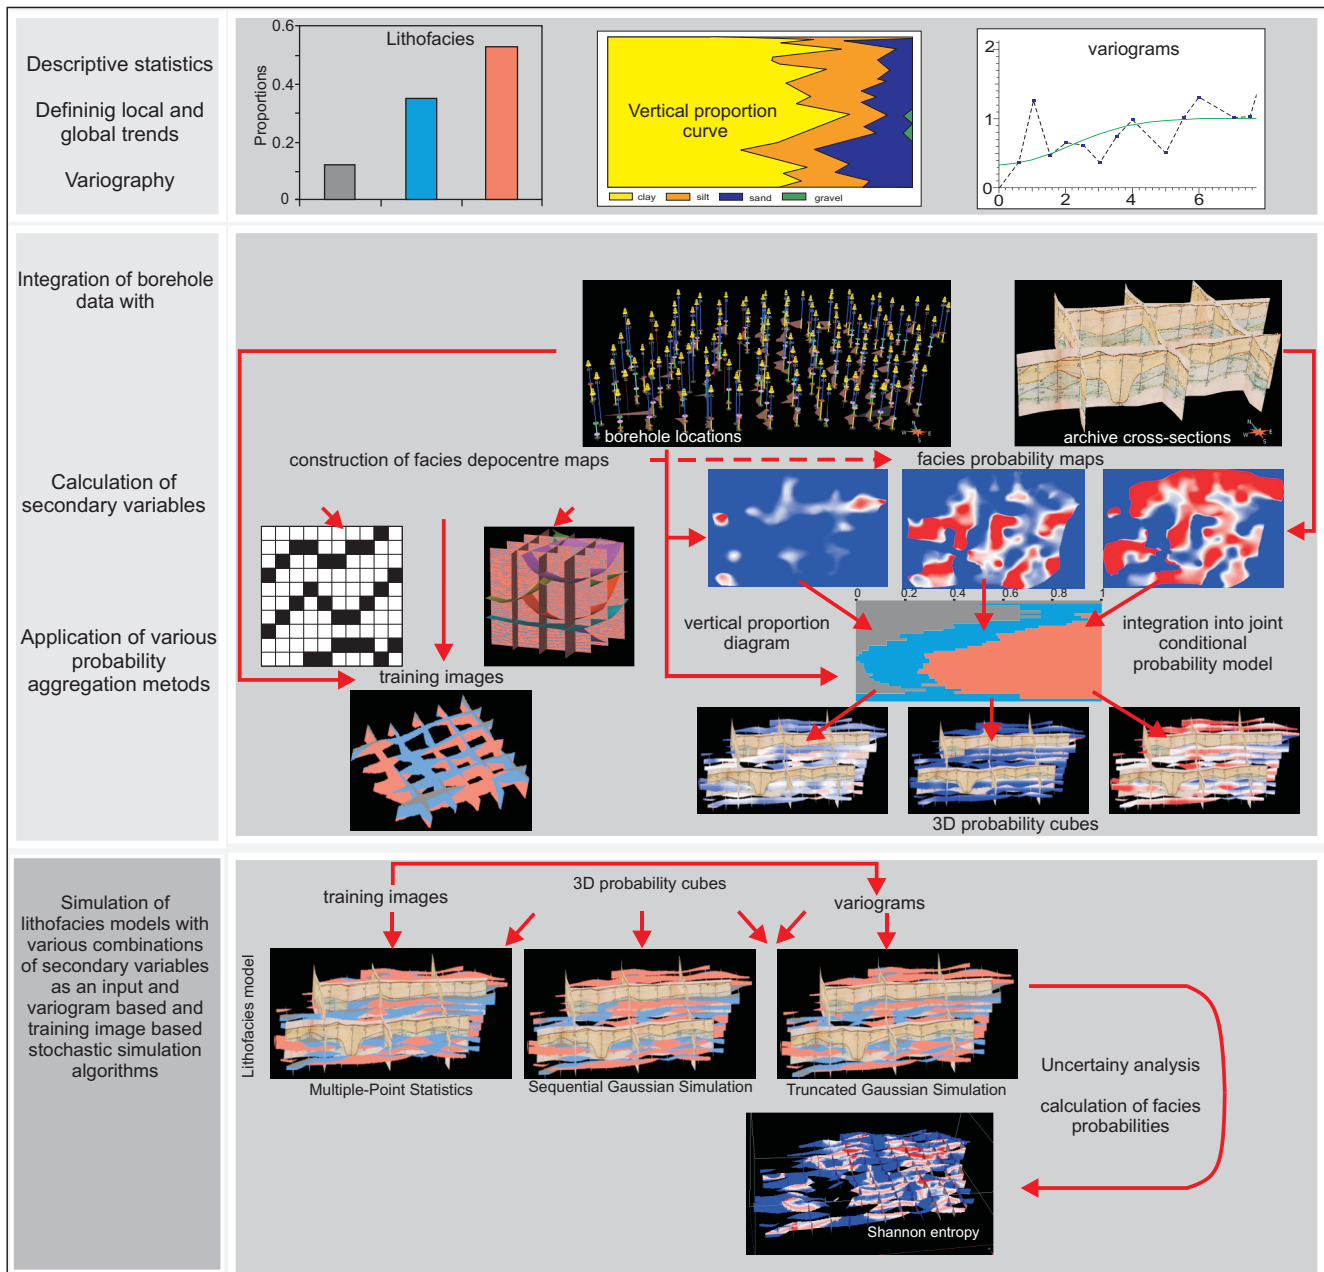 Descriptive statistics
Definining local and
global trends
Variography
Lithofacies
Proportions
0.6
0.4
0.2
0
Vertical proportion
curve
clay
silt
sand
gravel
variograms
2
1
0
0
2
4
6
Integration of borehole
data with
Calculation of
secondary variables
Application of various
probability
aggregation metods
borehole locations
N
W
E
S
archive cross-sections
N
W
E
S
construction of facies depocentre maps
facies probability maps
0
0.2
0.4
0.6
0.8
1
vertical proportion
diagram
integration into joint
conditional
probability model
training images
3D probability cubes
Simulation of
lithofacies models with
various combinations
of secondary variables
as an input and
variogram based and
training image based
stochastic simulation
algorithms
training images
3D probability cubes
variograms
Lithofacies model
Multiple-Point Statistics
Sequential Gaussian Simulation
Truncated Gaussian Simulation
Uncertainy analysis
calculation of facies
probabilities
Shannon entropy